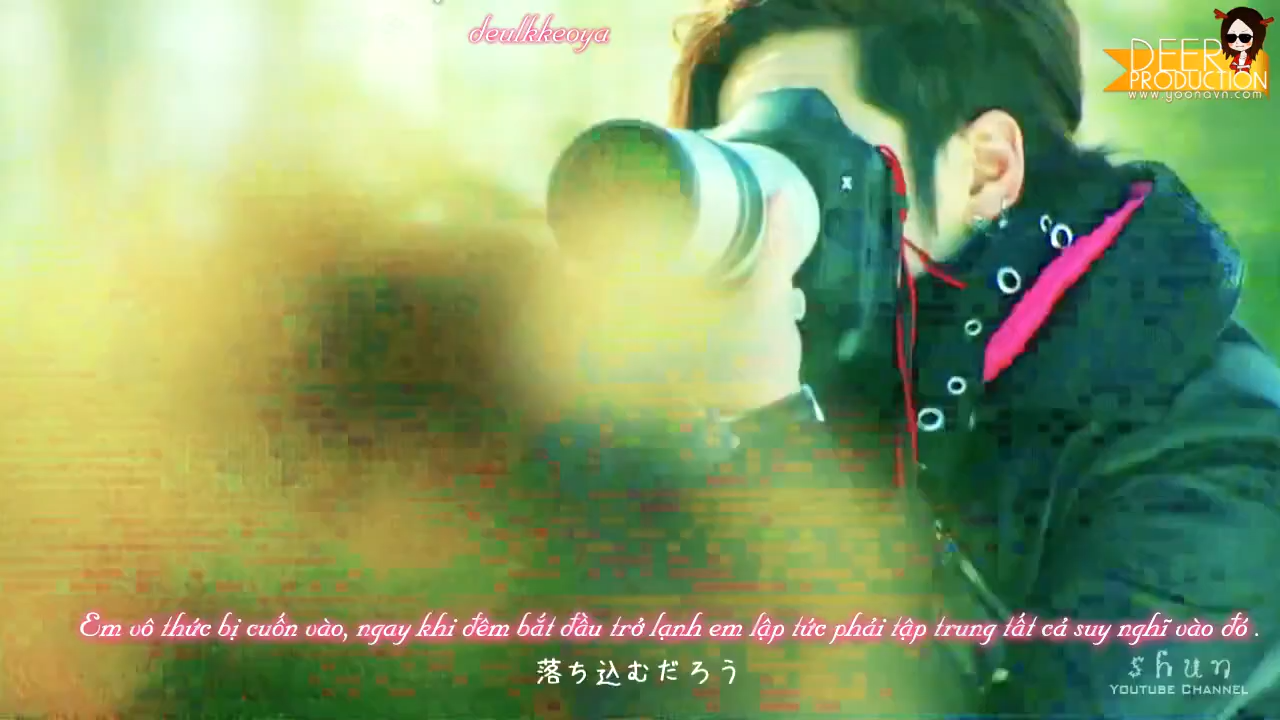 deulkkeoya
DEER
PRODUCTION
www.yoonavn.com
Em vô thức bị cuốn vào, ngay khi đêm bắt đầu trở lạnh em lập tức phải tập trung tất cả suy nghĩ vào đó .
落ち込むだろう
shun
YOUTUBE CHANNEL